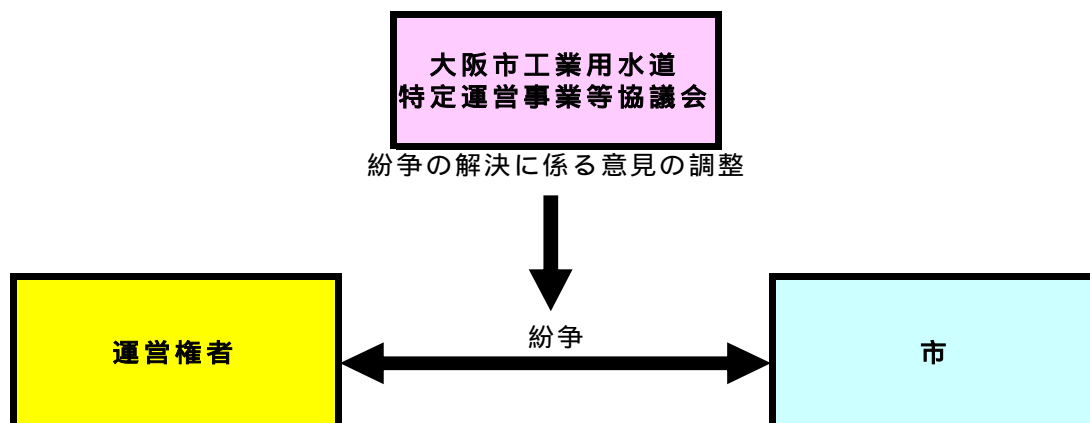 大阪市工業用水道
特定運営事業等協議会
紛争の解決に係る意見の調整
紛争
運営権者
市